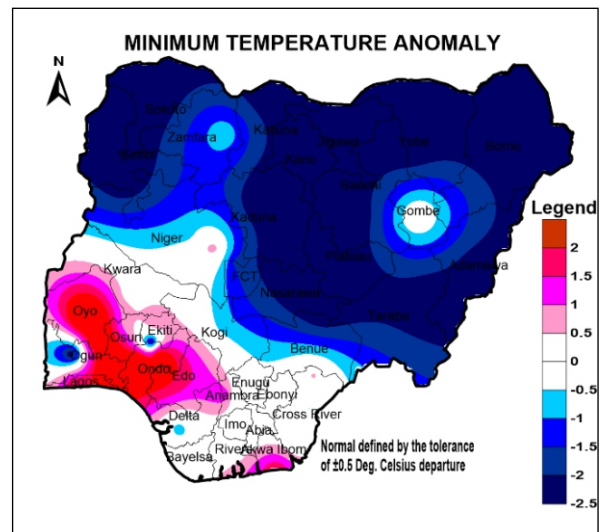 MINIMUM TEMPERATURE ANOMALY
N
Sokoto
Zamfara
Katsina
Kebbi
Kano
Jigawa
Yobe
Borno
Bauchi
Gombe
Kaduna
Niger
Plateau
Adamawa
Kwara
FCT
Nasarawa
Taraba
Oyo
Osun
Ekiti
Kogi
Benue
Ogun
Ondo
Edo
Lagos
Enugu
Anambra
Ebonyi
Delta
Cross River
Imo
Abia
Bayelsa
Rivers
Akwa Ibom
Normal defined by the tolerance
of ±0.5 Deg. Celsius departure
Legend
2
1.5
1
0.5
0
-0.5
-1
-1.5
-2
-2.5